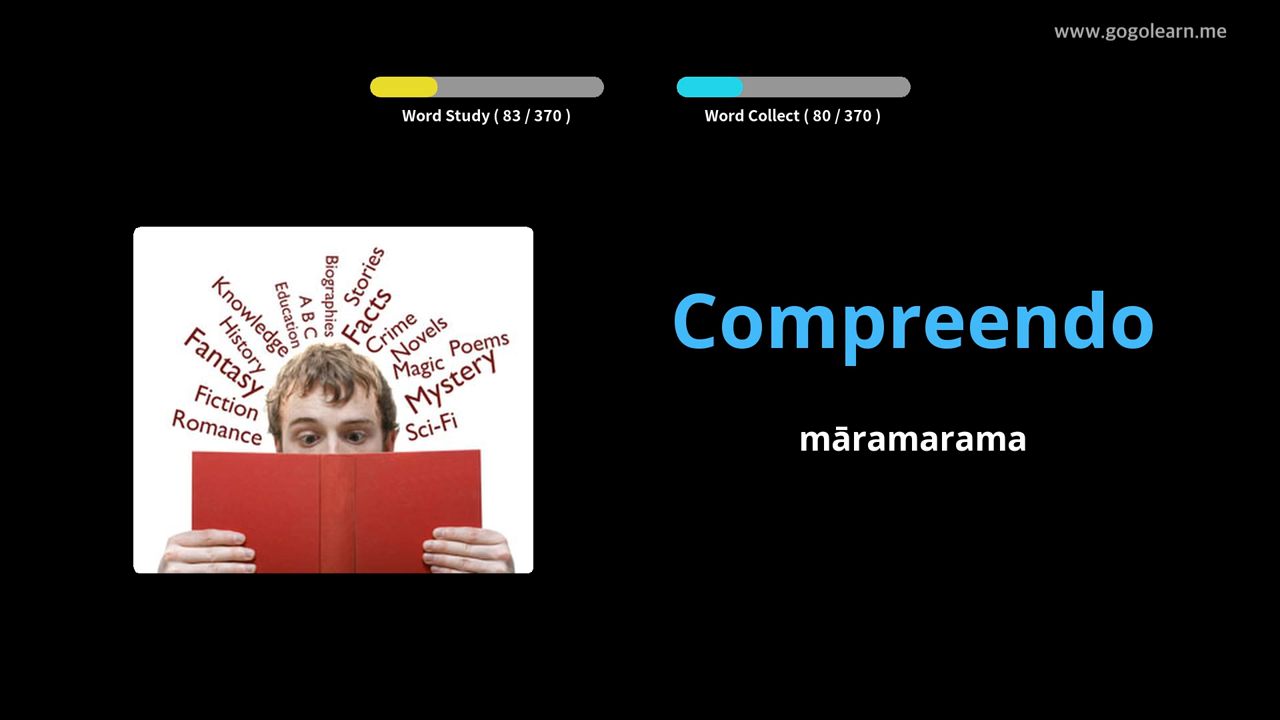 www.gogolearn.me
Word Study ( 83 / 370 )
Word Collect ( 80 / 370 )
Biographies
Stories
Education
A B C
Facts
Knowledge
Crime
History
Novels
Fantasy
Magic
Poems
Mystery
Fiction
Romance
Sci-Fi
Compreendo
māramarama